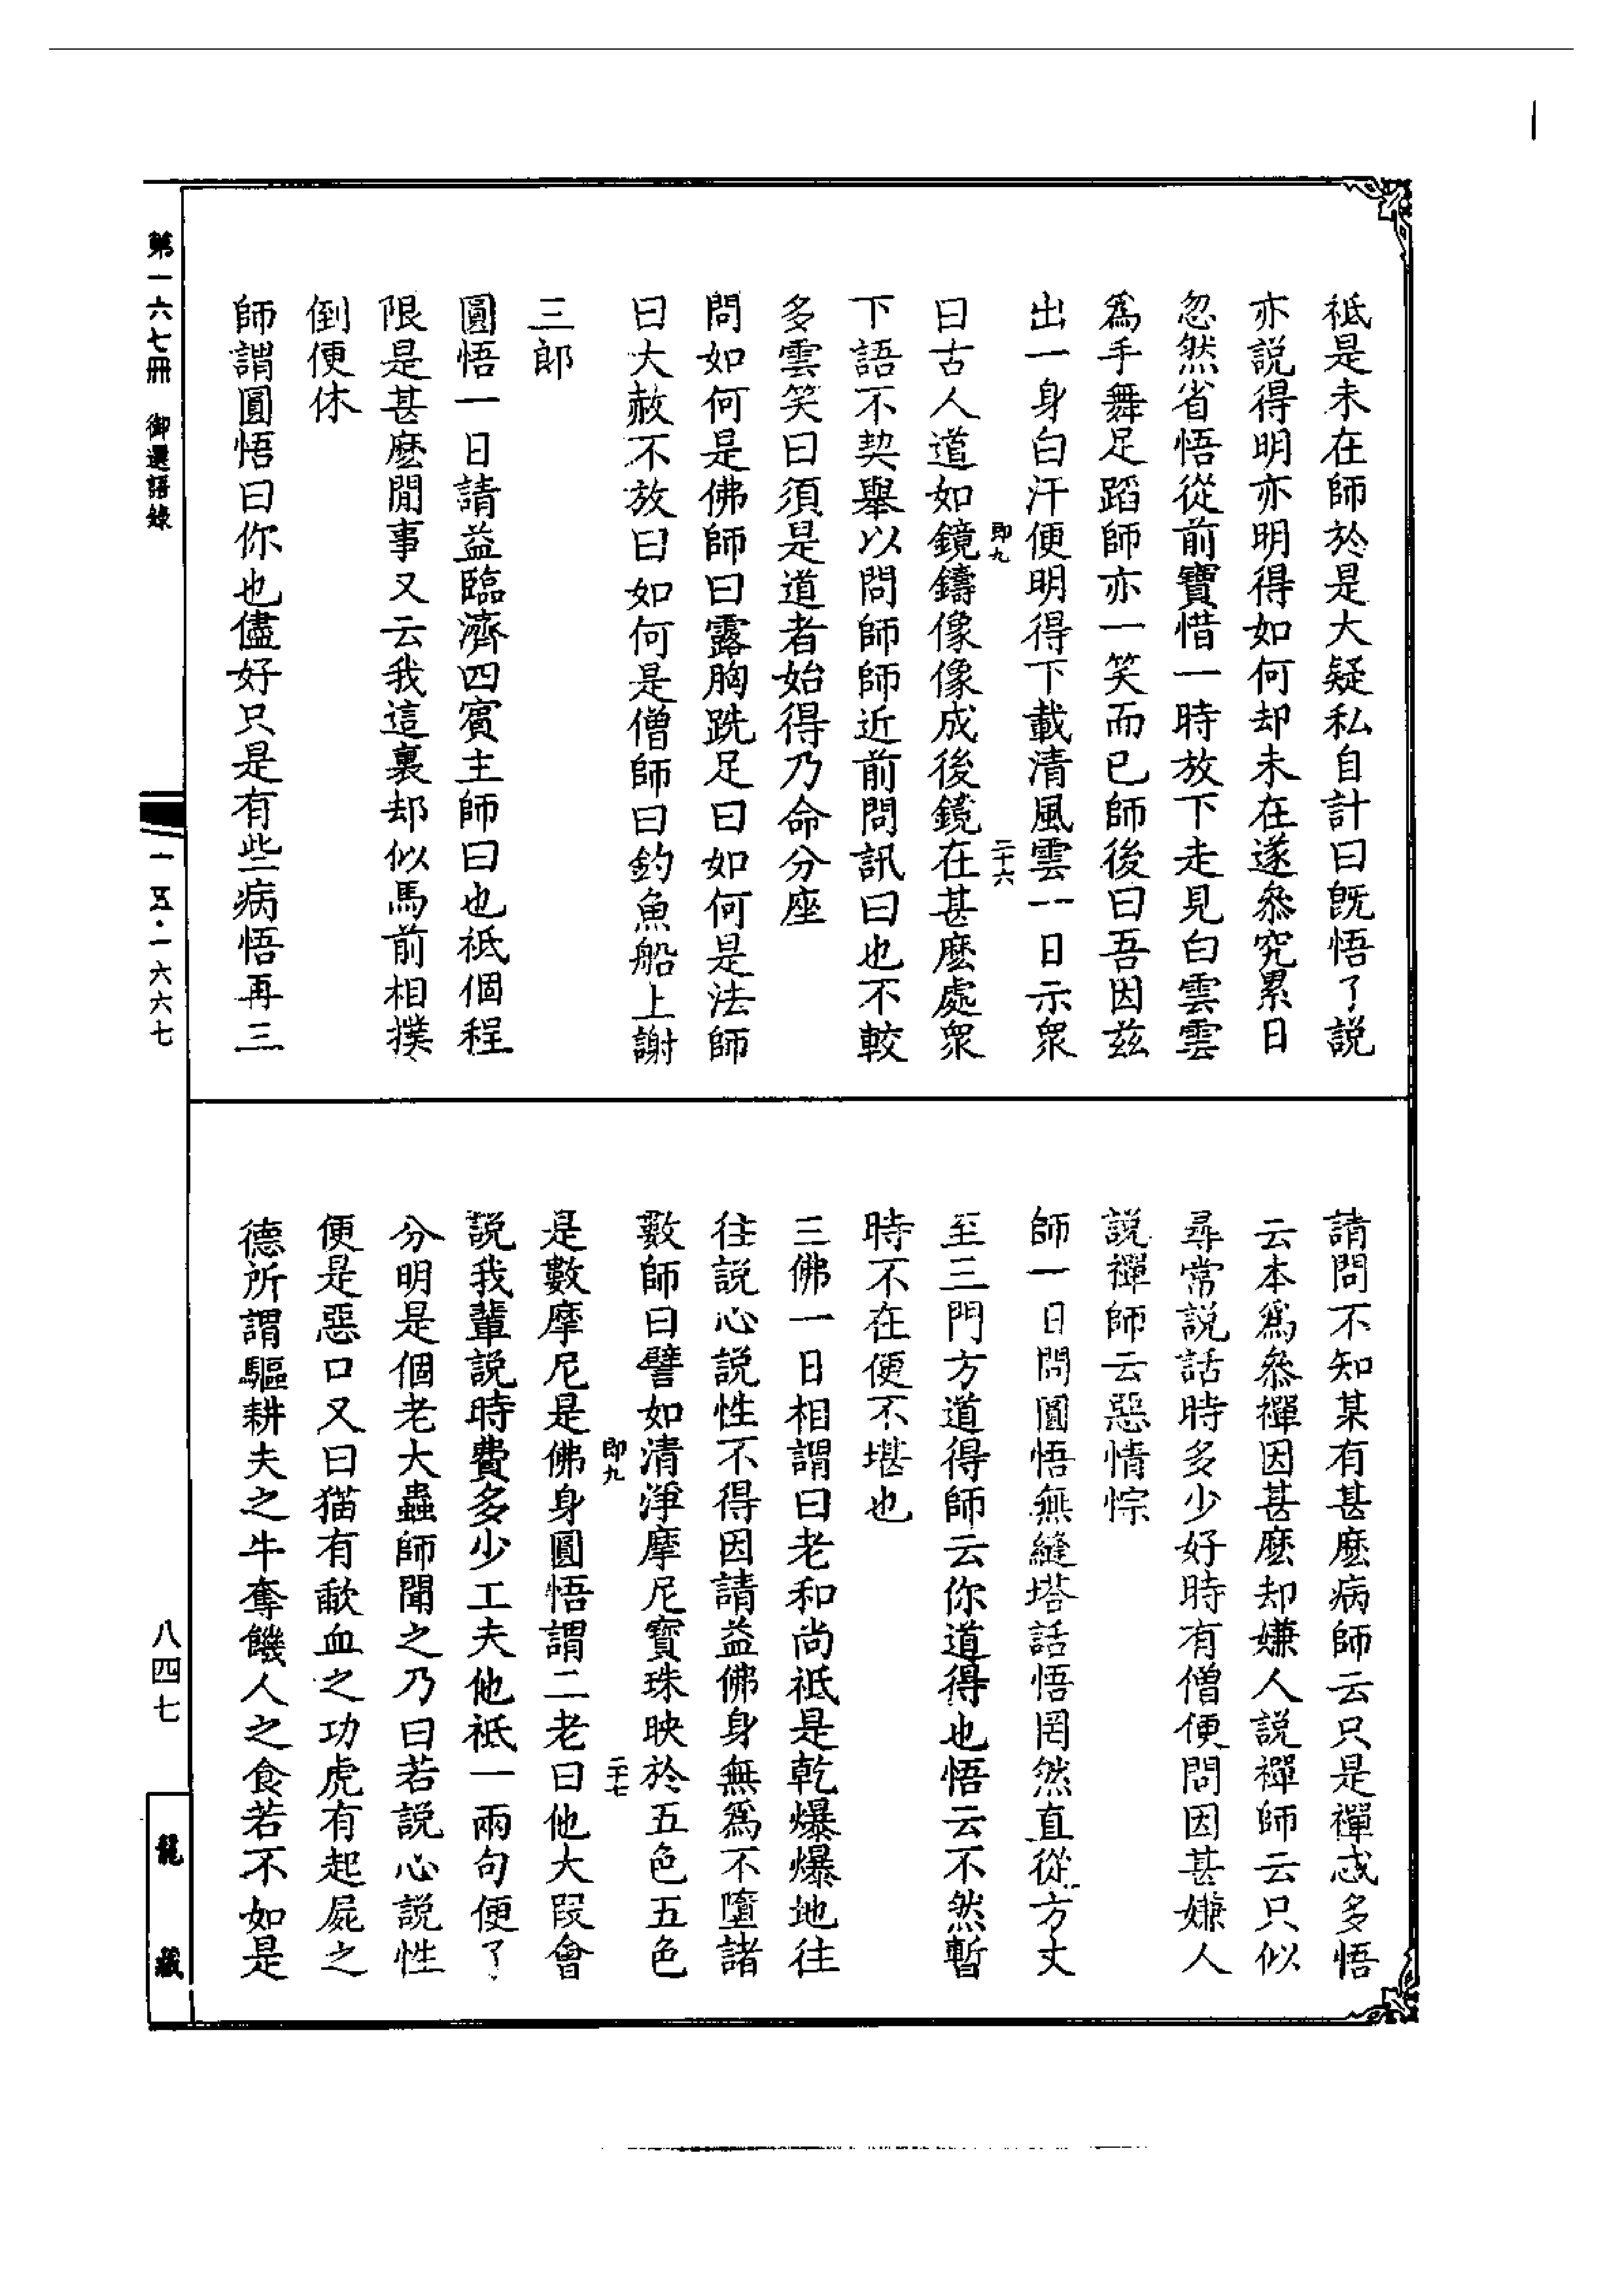 祇是未在師於是大疑私自計曰旣悟了說
亦說得明亦明得如何却未在遂叅究累日
忽然省悟從前寶惜一時放下走見白雲雲
爲手舞足蹈師亦一笑而已師後曰吾因茲
出一身白汗便明得下載清風雲一日示衆
即九
二十六
曰古人道如鏡鑄像像成後鏡在甚麽處衆
下語不契舉以問師師近前問訊曰也不較
多雲笑曰須是道者始得乃命分座
問如何是佛師曰露胸跣足曰如何是法師
曰大赦不放曰如何是僧師曰釣魚船上謝
三郎
圓悟一日請益臨濟四賓主師曰也祇個程
限是甚麽閒事又云我這裏却似馬前相撲
倒便休
師謂圓悟曰你也儘好只是有些病悟再三
請問不知某有甚麽病師云只是禪忒多悟
云本爲叅禪因甚麽却嫌人說禪師云只似
尋常說話時多少好時有僧便問因甚嫌人
說禪師云惡情悰
師一日問圓悟無縫塔話悟罔然直從方丈
至三門方道得師云你道得也悟云不然暫
時不在便不堪也
三佛一日相謂曰老和尚祇是乾爆爆地往
往說心說性不得因請益佛身無爲不墮諸
數師曰譬如清淨摩尼寶珠映於五色五色
即九
二十七
是數摩尼是佛身圓悟謂二老曰他大段會
說我輩說時費多少工夫他祇一兩句便了
分明是個老大蟲師聞之乃曰若說心說性
便是惡口又曰猫有歃血之功虎有起屍之
德所謂驅耕夫之牛奪饑人之食若不如是
第一六七冊 御選語錄
一五·一六六七
八四七
龍藏